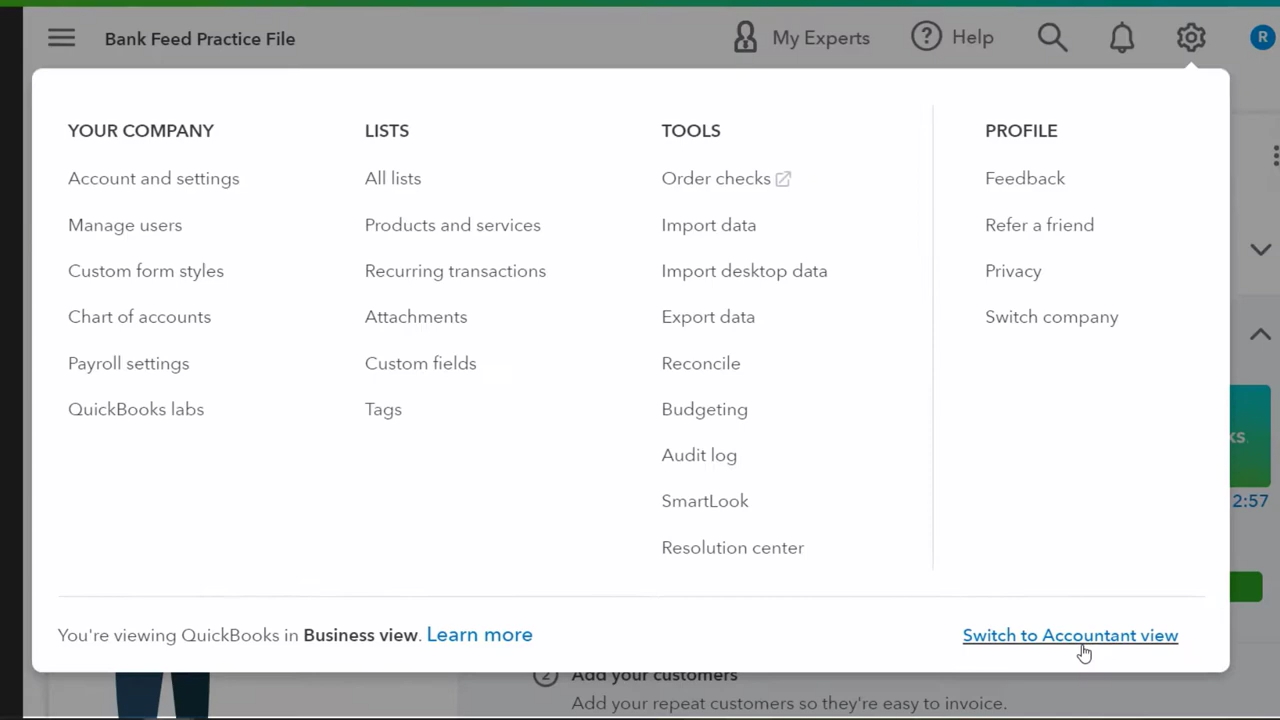 Bank Feed Practice File
My Experts
Help
R
YOUR COMPANY
Account and settings
Manage users
Custom form styles
Chart of accounts
Payroll settings
QuickBooks labs
LISTS
All lists
Products and services
Recurring transactions
Attachments
Custom fields
Tags
TOOLS
Order checks
Import data
Import desktop data
Export data
Reconcile
Budgeting
Audit log
SmartLook
Resolution center
PROFILE
Feedback
Refer a friend
Privacy
Switch company
ks.
2:57
You're viewing QuickBooks in Business view. Learn more
Switch to Accountant view
2 Add your customers
Add your repeat customers so they're easy to invoice.